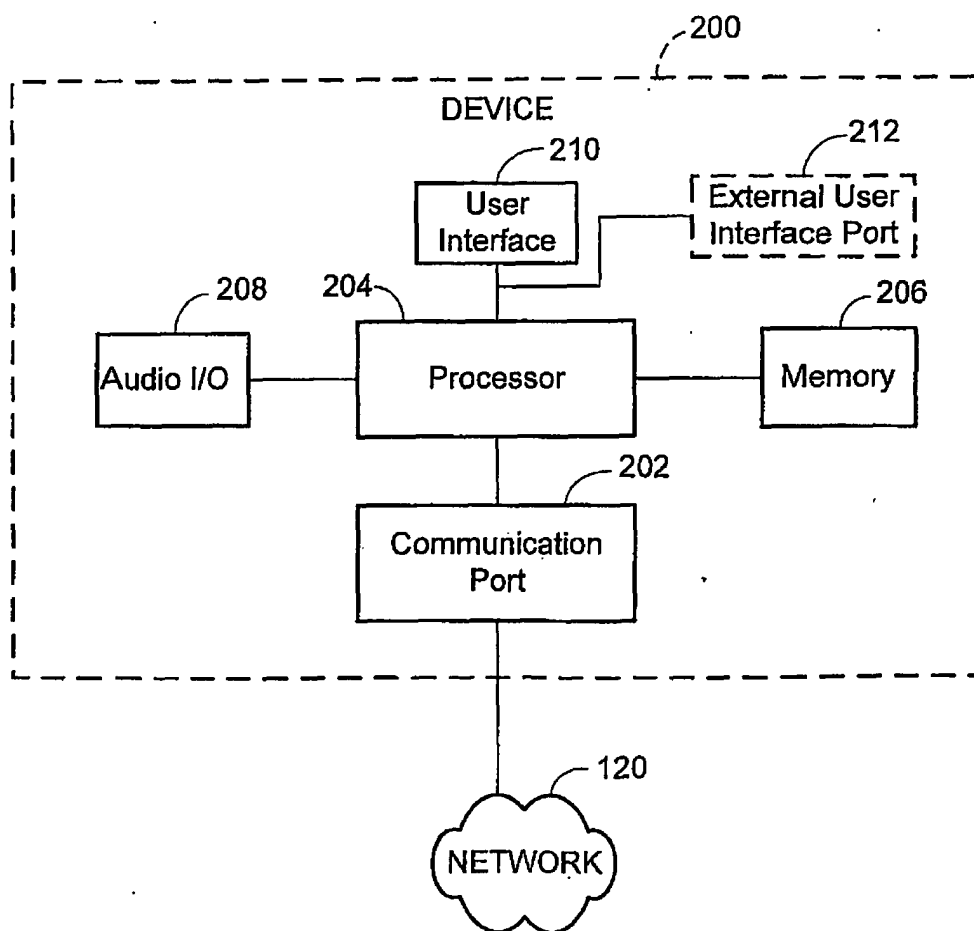 200
DEVICE
210
212
User
Interface
External User
Interface Port
208
204
206
Audio I/O
Processor
Memory
202
Communication
Port
120
NETWORK